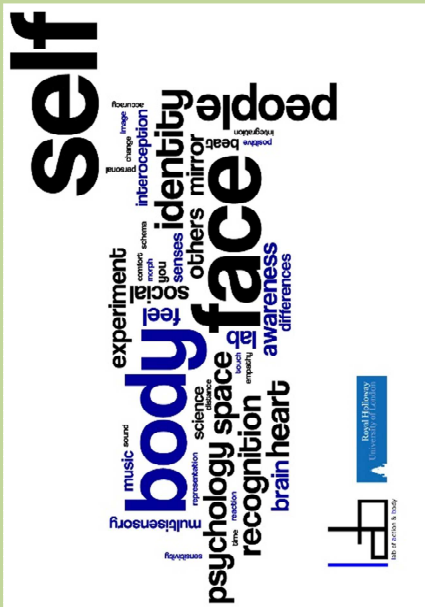 self
accuracy
image
change
personal
interoception
identity
people
integration
positive
beat
mirror
others
senses
you
morph
schema
comfort
social
experiment
feel
face
awareness
differences
lab
touch
empathy
body
music
sound
science
distance
space
psychology
representation
multisensory
sensitivity
time
reaction
recognition
heart
brain
Royal Holloway
University of London
lab
lab of action & body